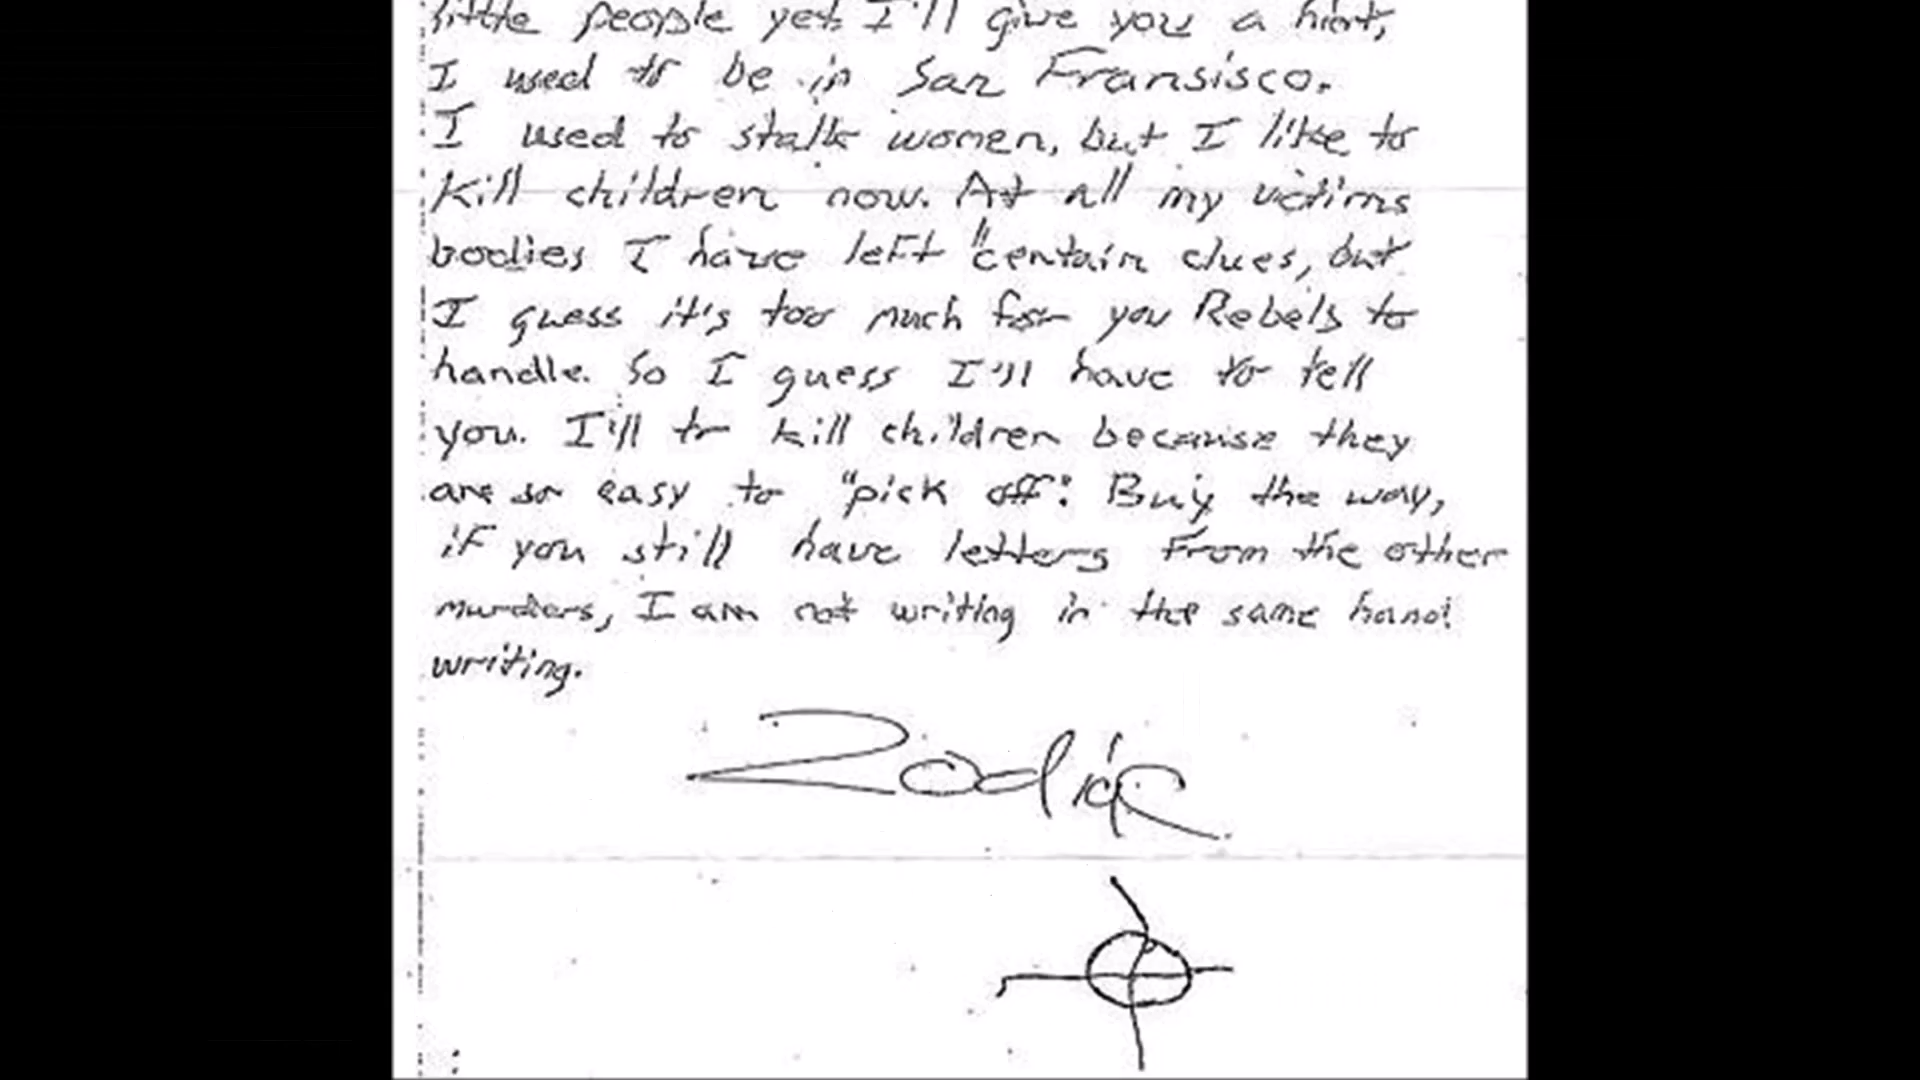 little people yet. I'll give you a hint,
I used to be in San Fransisco.
I used to stalk women, but I like to
kill children now. At all my victims
bodies I have left "certain clues, but
I guess it's too much for you Rebels to
handle. So I guess I'll have to tell
you. I'll to kill children because they
are so easy to "pick off". Buy the way,
if you still have letters from the other
murders, I am not writing in the same hand
writing.
Zodiac